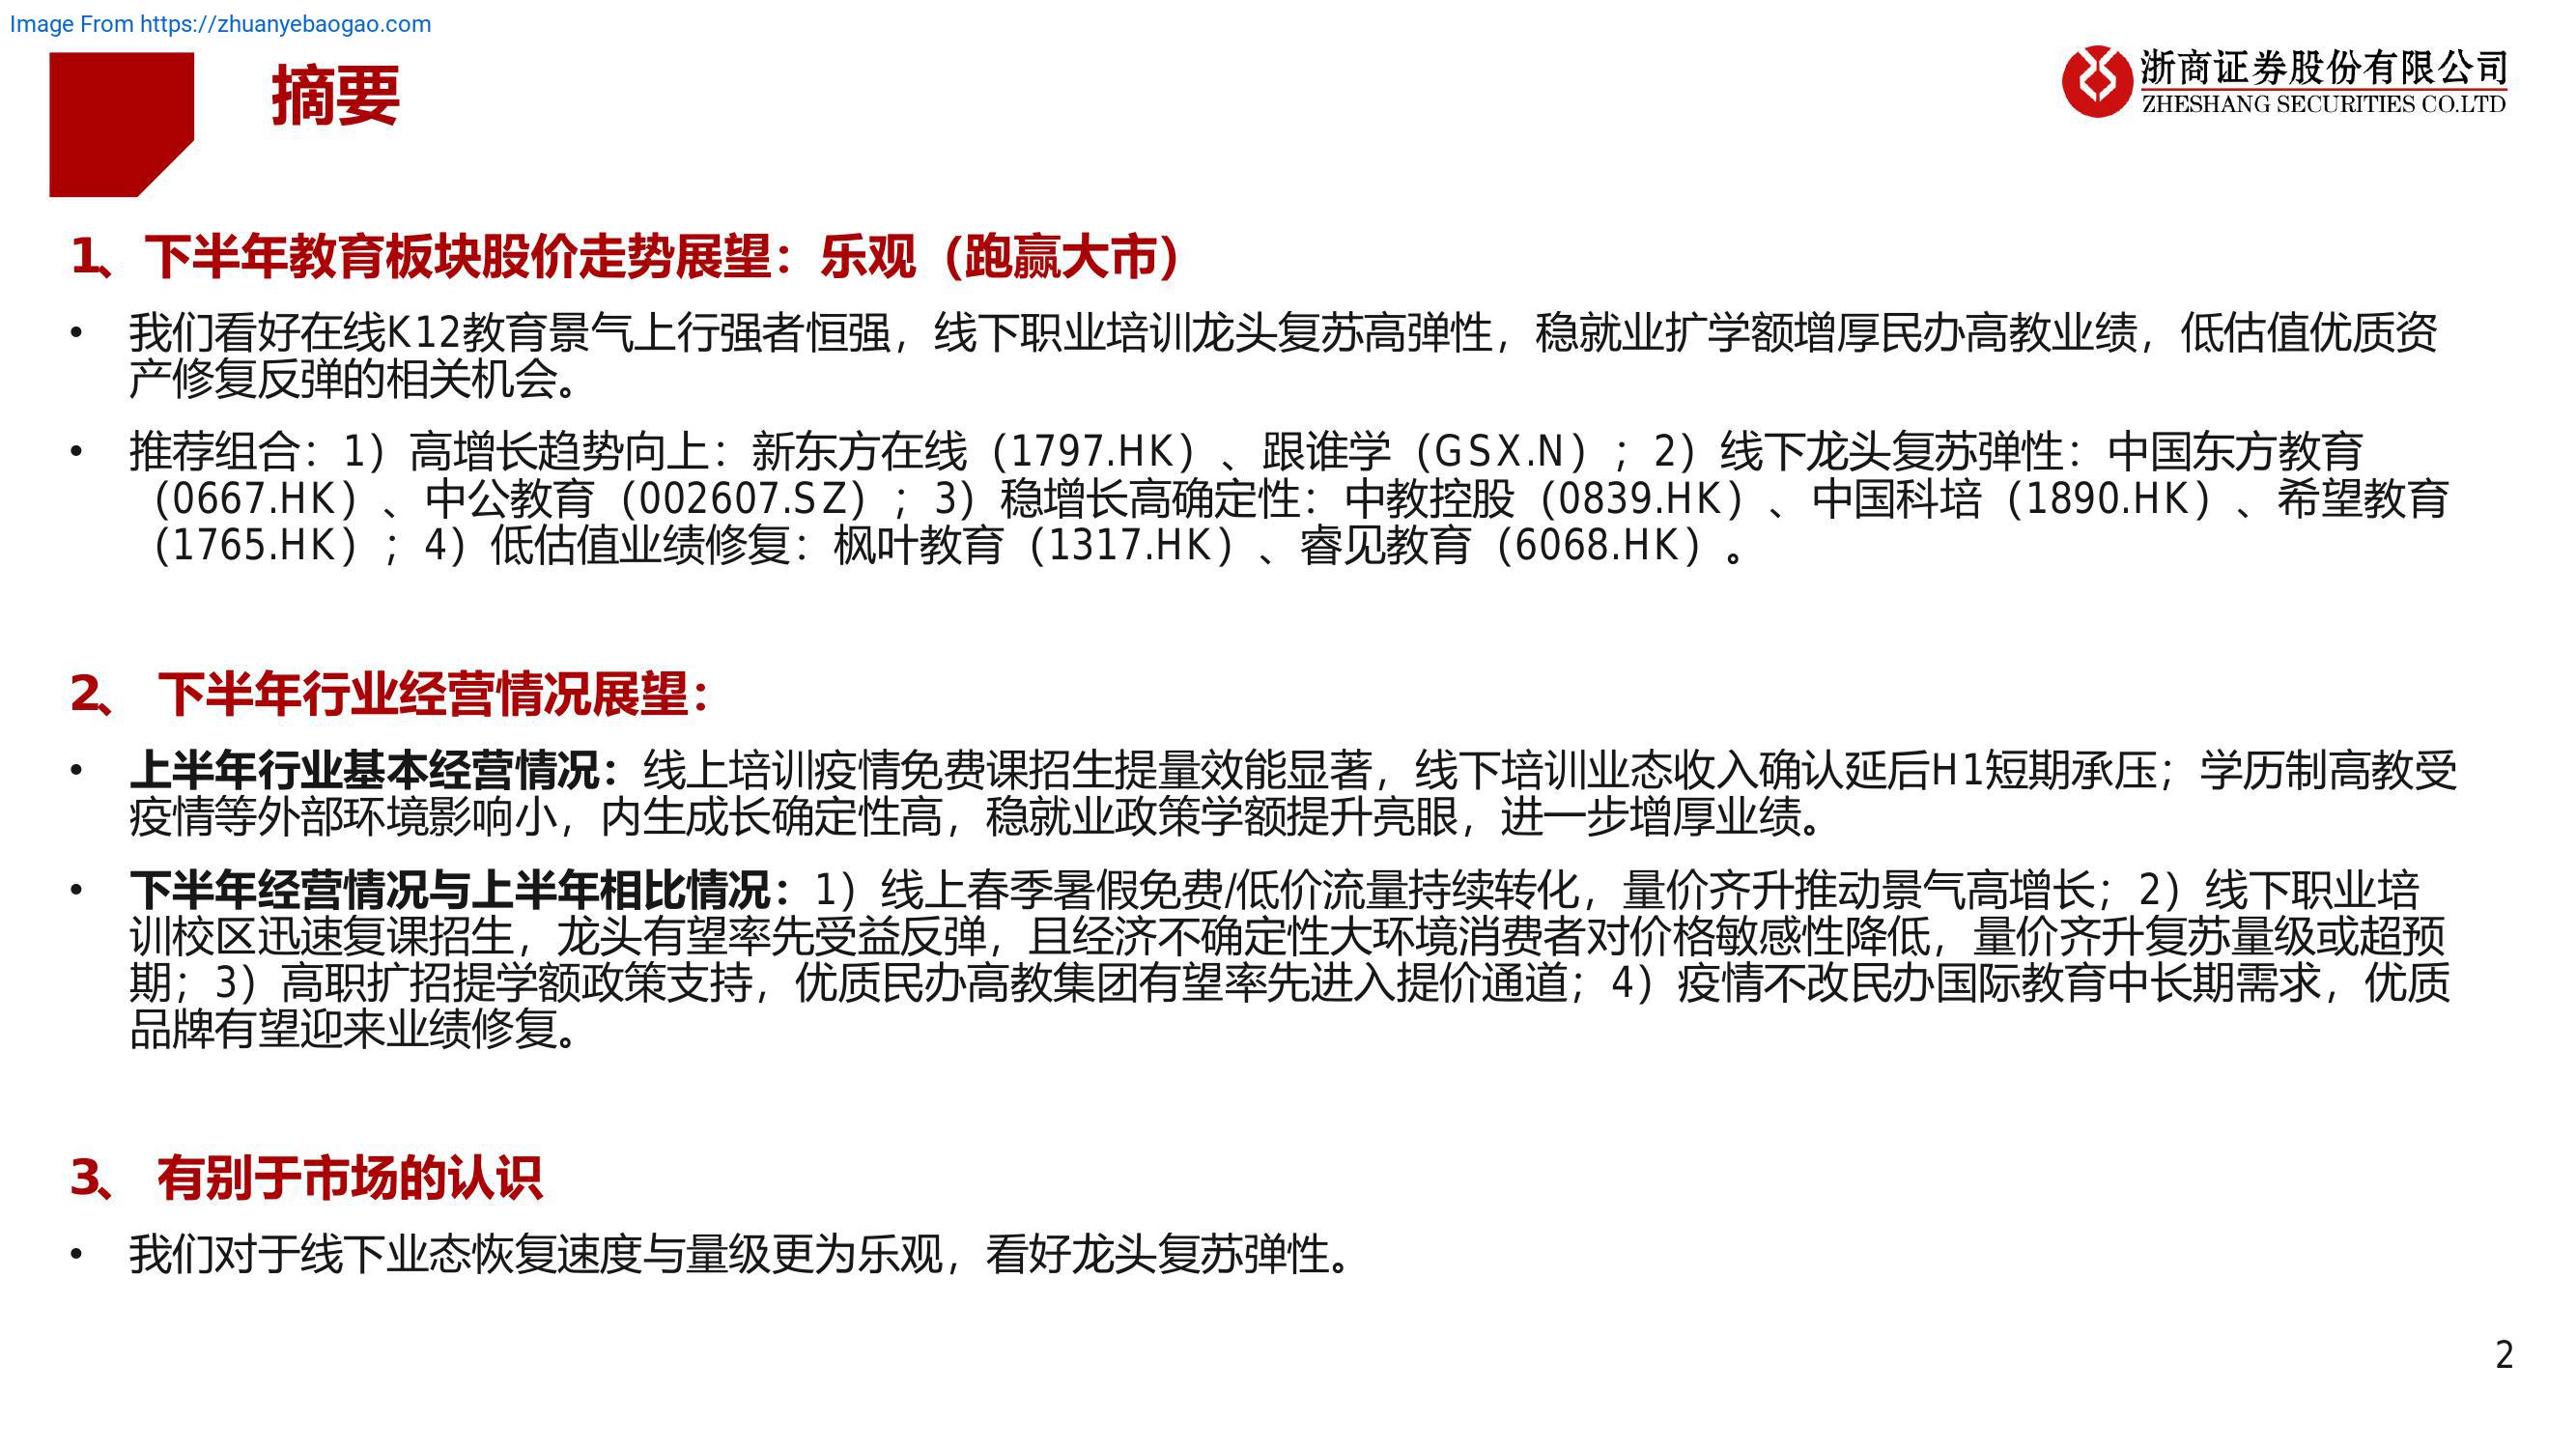 Image From https://zhuanyebaogao.com
摘要
浙商证券股份有限公司
ZHESHANG SECURITIES CO.LTD
1、下半年教育板块股价走势展望：乐观（跑赢大市）
• 我们看好在线K12教育景气上行强者恒强，线下职业培训龙头复苏高弹性，稳就业扩学额增厚民办高教业绩，低估值优质资
产修复反弹的相关机会。
• 推荐组合：1）高增长趋势向上：新东方在线（1797.HK）、跟谁学（GSX.N）；2）线下龙头复苏弹性：中国东方教育
（0667.HK）、中公教育（002607.SZ）；3）稳增长高确定性：中教控股（0839.HK）、中国科培（1890.HK）、希望教育
（1765.HK）；4）低估值业绩修复：枫叶教育（1317.HK）、睿见教育（6068.HK）。
2、 下半年行业经营情况展望：
• 上半年行业基本经营情况：线上培训疫情免费课招生提量效能显著，线下培训业态收入确认延后H1短期承压；学历制高教受
疫情等外部环境影响小，内生成长确定性高，稳就业政策学额提升亮眼，进一步增厚业绩。
• 下半年经营情况与上半年相比情况：1）线上春季暑假免费/低价流量持续转化，量价齐升推动景气高增长；2）线下职业培
训校区迅速复课招生，龙头有望率先受益反弹，且经济不确定性大环境消费者对价格敏感性降低，量价齐升复苏量级或超预
期；3）高职扩招提学额政策支持，优质民办高教集团有望率先进入提价通道；4）疫情不改民办国际教育中长期需求，优质
品牌有望迎来业绩修复。
3、 有别于市场的认识
• 我们对于线下业态恢复速度与量级更为乐观，看好龙头复苏弹性。
2